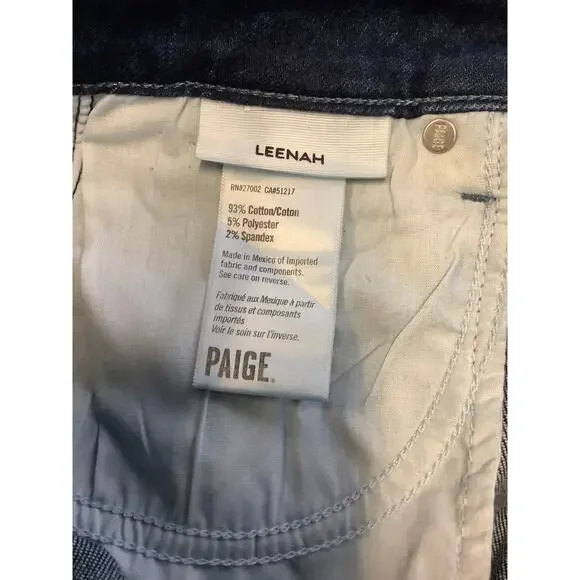 LEENAH
PAIGE
RN#27002 CA#51217
93% Cotton/Coton
5% Polyester
2% Spandex
Made in Mexico of Imported
fabric and components.
See care on reverse.
Fabriqué aux Mexique à partir
de tissus et composants
importés
Voir le soin sur l'inverse.
PAIGE.